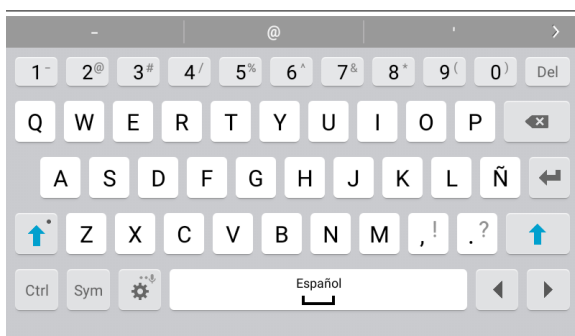 - @ '
1 - 2 @ 3 # 4 / 5 % 6 ^ 7 & 8 * 9 ( 0 ) Del
Q W E R T Y U I O P
A S D F G H J K L Ñ
Z X C V B N M , ! . ?
Ctrl Sym Español